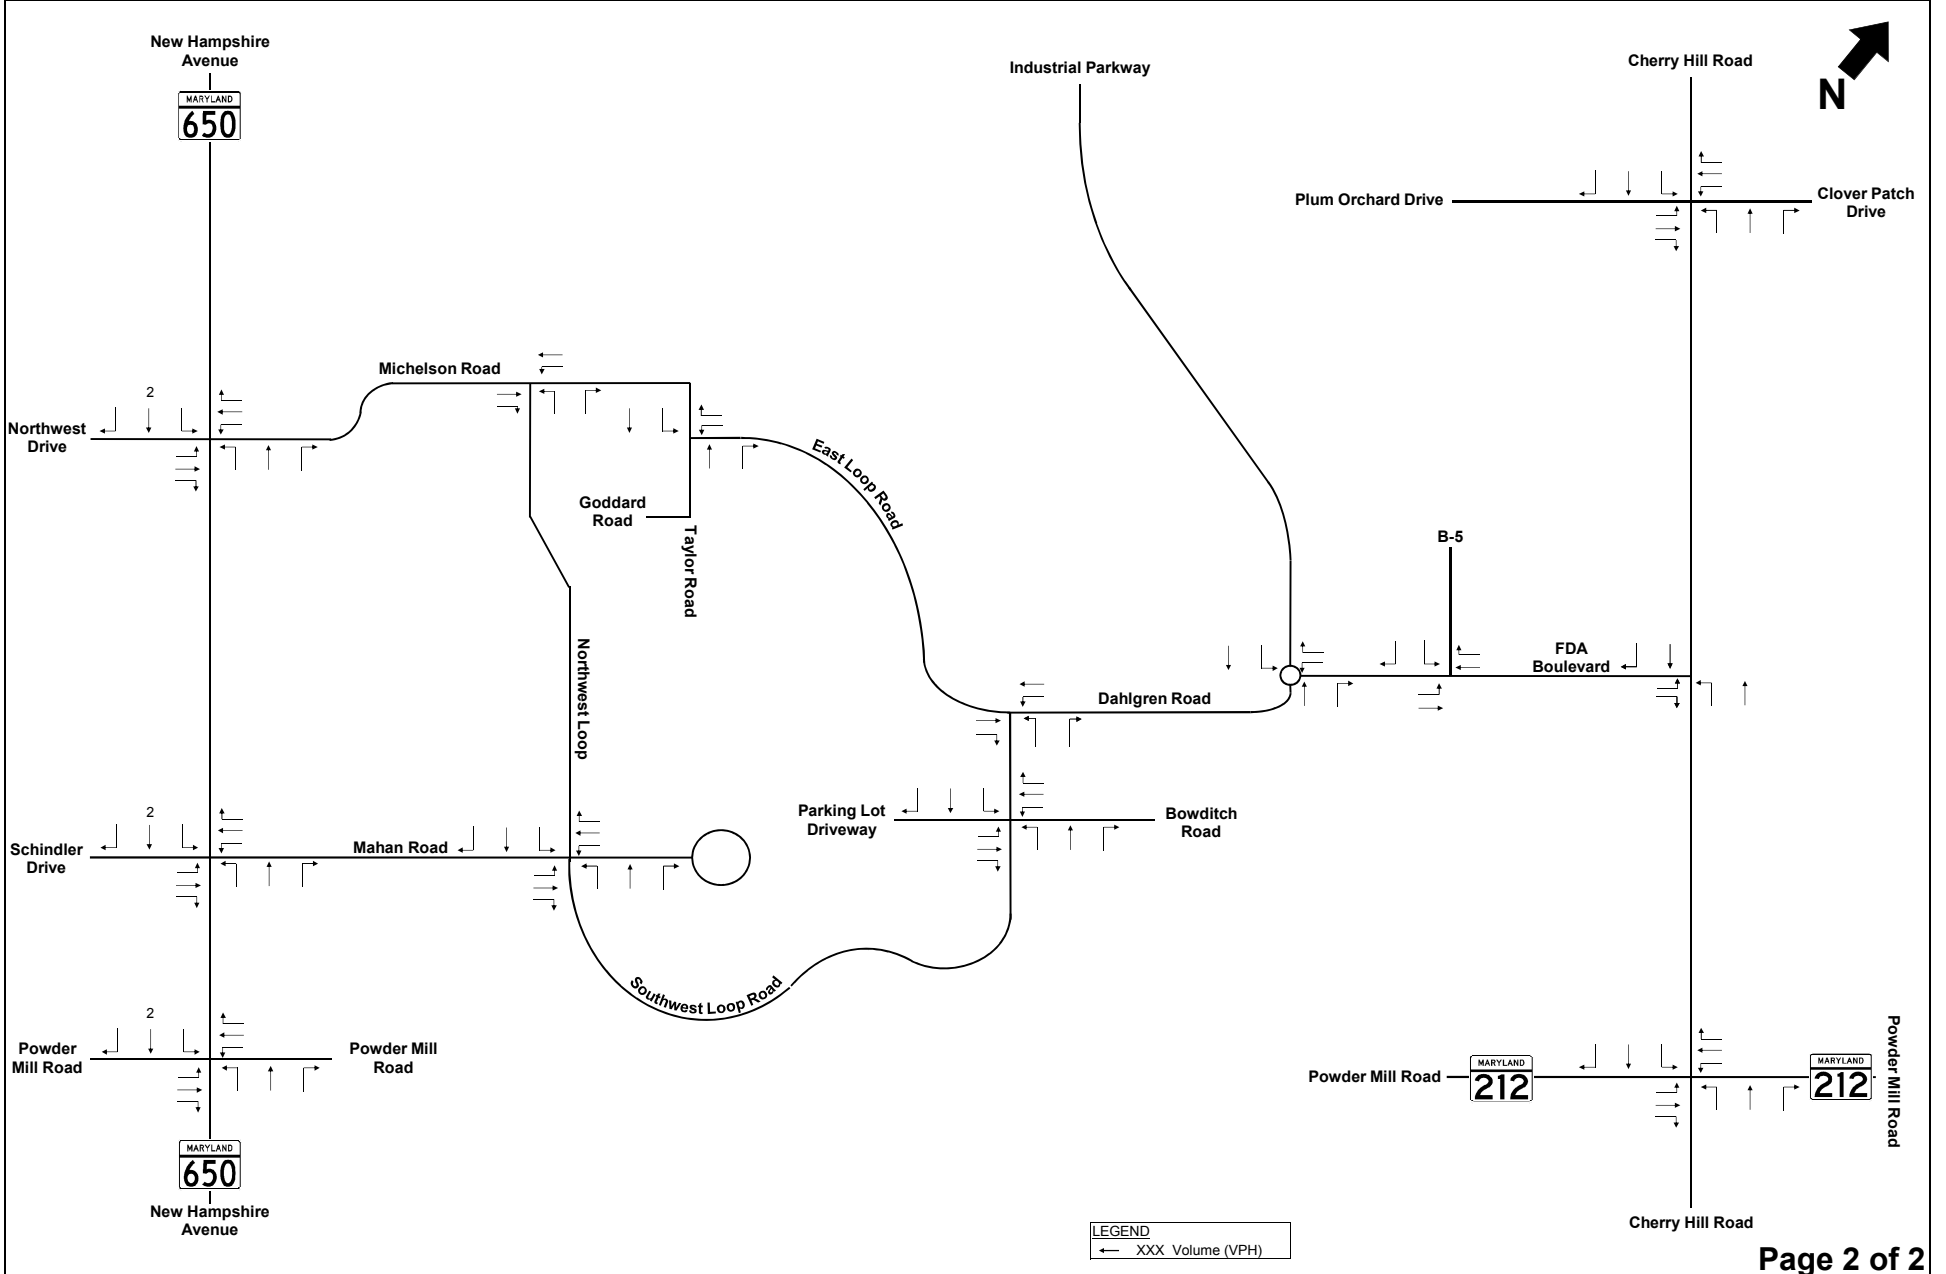 New Hampshire
Avenue
MARYLAND
650
Industrial Parkway
Cherry Hill Road
N
Plum Orchard Drive
Clover Patch
Drive
Michelson Road
2
Northwest
Drive
East Loop Road
Goddard
Road
Taylor Road
B-5
Northwest Loop
FDA
Boulevard
Dahlgren Road
2
Parking Lot
Driveway
Bowditch
Road
Schindler
Drive
Mahan Road
Southwest Loop Road
2
Powder
Mill Road
Powder Mill
Road
Powder Mill Road
MARYLAND
212
MARYLAND
212
Powder Mill Road
MARYLAND
650
New Hampshire
Avenue
Cherry Hill Road
LEGEND
XXX Volume (VPH)
Page 2 of 2